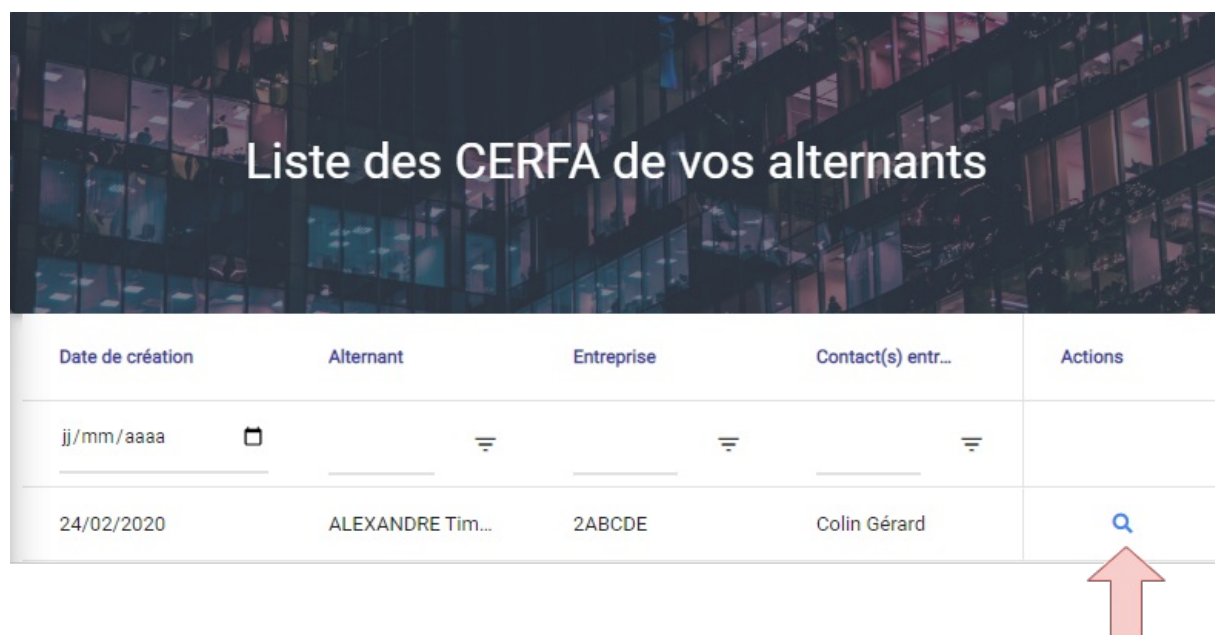 Liste des CERFA de vos alternants
Date de création Alternant Entreprise Contact(s) entr... Actions
jj/mm/aaaa
24/02/2020 ALEXANDRE Tim... 2ABCDE Colin Gérard